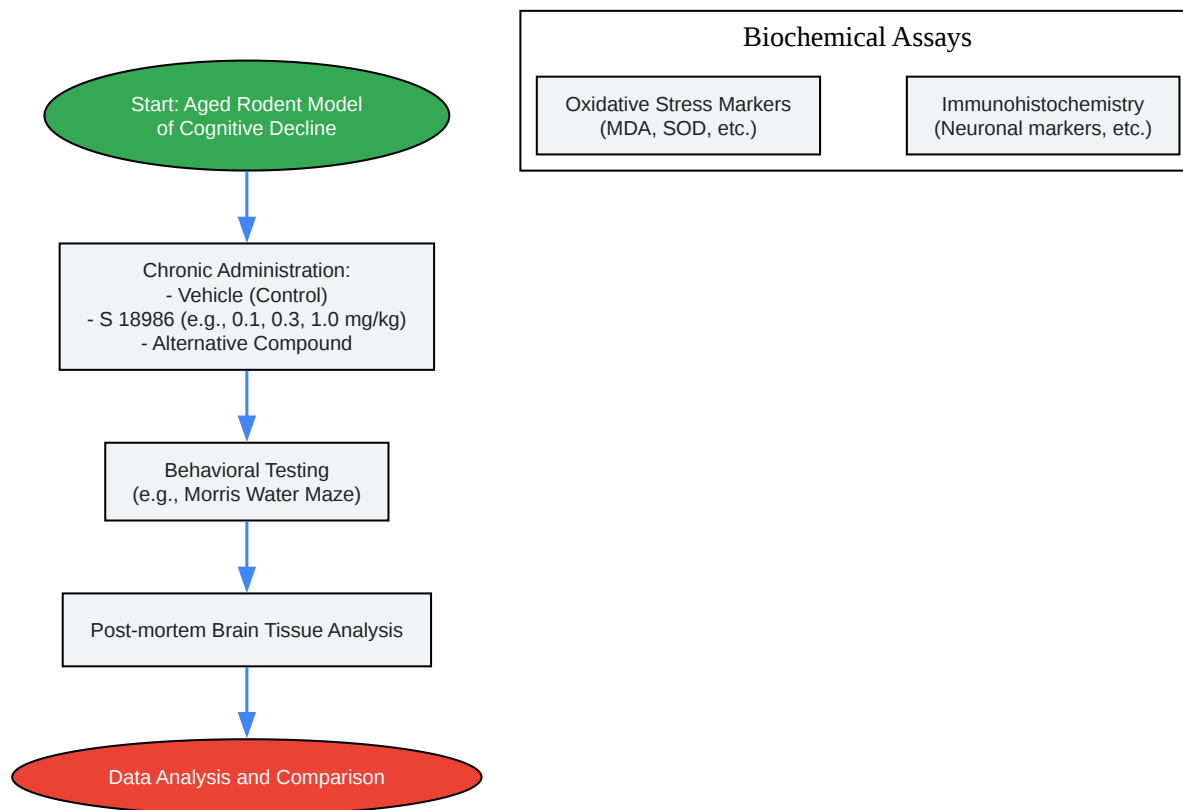 Start: Aged Rodent Model
of Cognitive Decline
Chronic Administration:
- Vehicle (Control)
- S 18986 (e.g., 0.1, 0.3, 1.0 mg/kg)
- Alternative Compound
Behavioral Testing
(e.g., Morris Water Maze)
Post-mortem Brain Tissue Analysis
Data Analysis and Comparison
Biochemical Assays
Oxidative Stress Markers
(MDA, SOD, etc.)
Immunohistochemistry
(Neuronal markers, etc.)